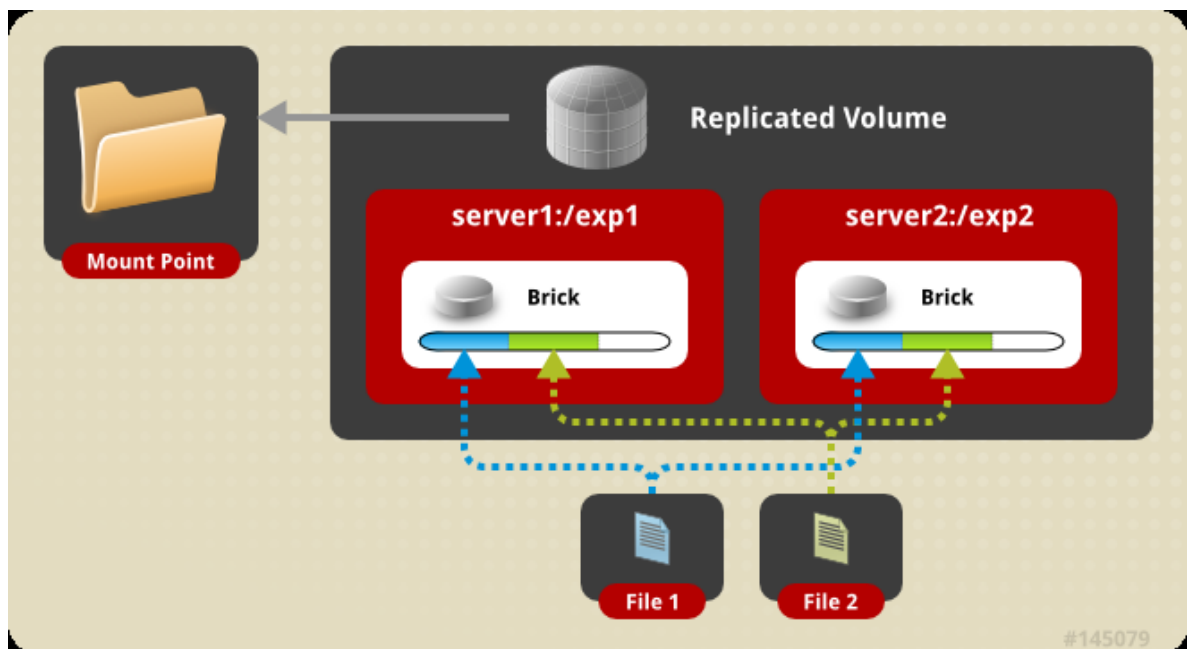 Replicated Volume
server1:/exp1
server2:/exp2
Mount Point
Brick
Brick
File 1
File 2
#145079